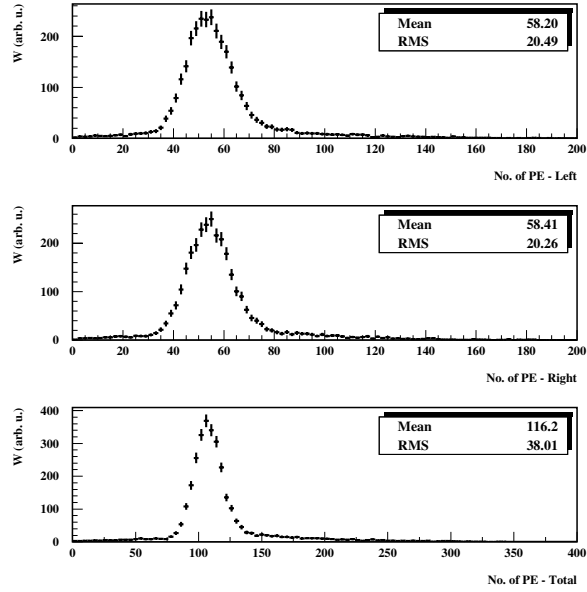 W (arb. u.)
Mean 58.20
RMS 20.49
200
100
0
0 20 40 60 80 100 120 140 160 180 200
No. of PE - Left
W (arb. u.)
Mean 58.41
RMS 20.26
200
100
0
0 20 40 60 80 100 120 140 160 180 200
No. of PE - Right
W (arb. u.)
400
Mean 116.2
RMS 38.01
300
200
100
0
0 50 100 150 200 250 300 350 400
No. of PE - Total